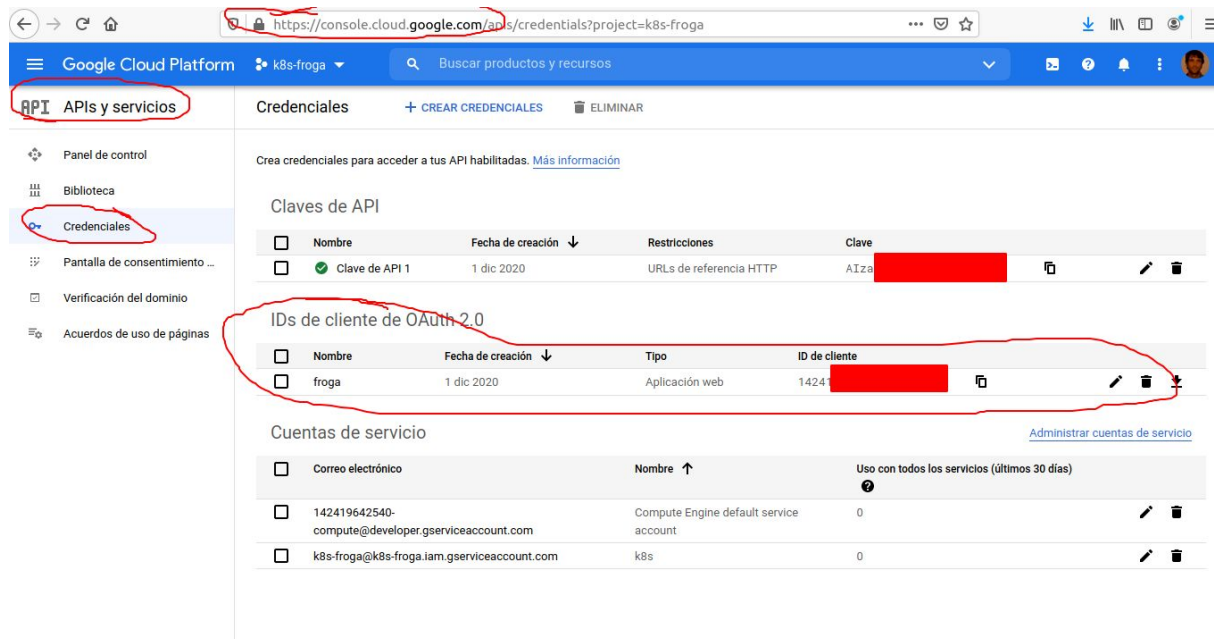 https://console.cloud.google.com/apis/credentials?project=k8s-froga
Google Cloud Platform k8s-froga Buscar productos y recursos
API APIs y servicios Credenciales + CREAR CREDENCIALES ELIMINAR
Panel de control
Biblioteca
Credenciales
Pantalla de consentimiento ...
Verificación del dominio
Acuerdos de uso de páginas
Crea credenciales para acceder a tus API habilitadas. Más información
Claves de API
Nombre Fecha de creación Restricciones Clave
Clave de API 1 1 dic 2020 URLs de referencia HTTP AIza
IDs de cliente de OAuth 2.0
Nombre Fecha de creación Tipo ID de cliente
froga 1 dic 2020 Aplicación web 14241
Cuentas de servicio Administrar cuentas de servicio
Correo electrónico Nombre Uso con todos los servicios (últimos 30 días)
142419642540-
compute@developer.gserviceaccount.com
Compute Engine default service
account
0
k8s-froga@k8s-froga.iam.gserviceaccount.com k8s 0